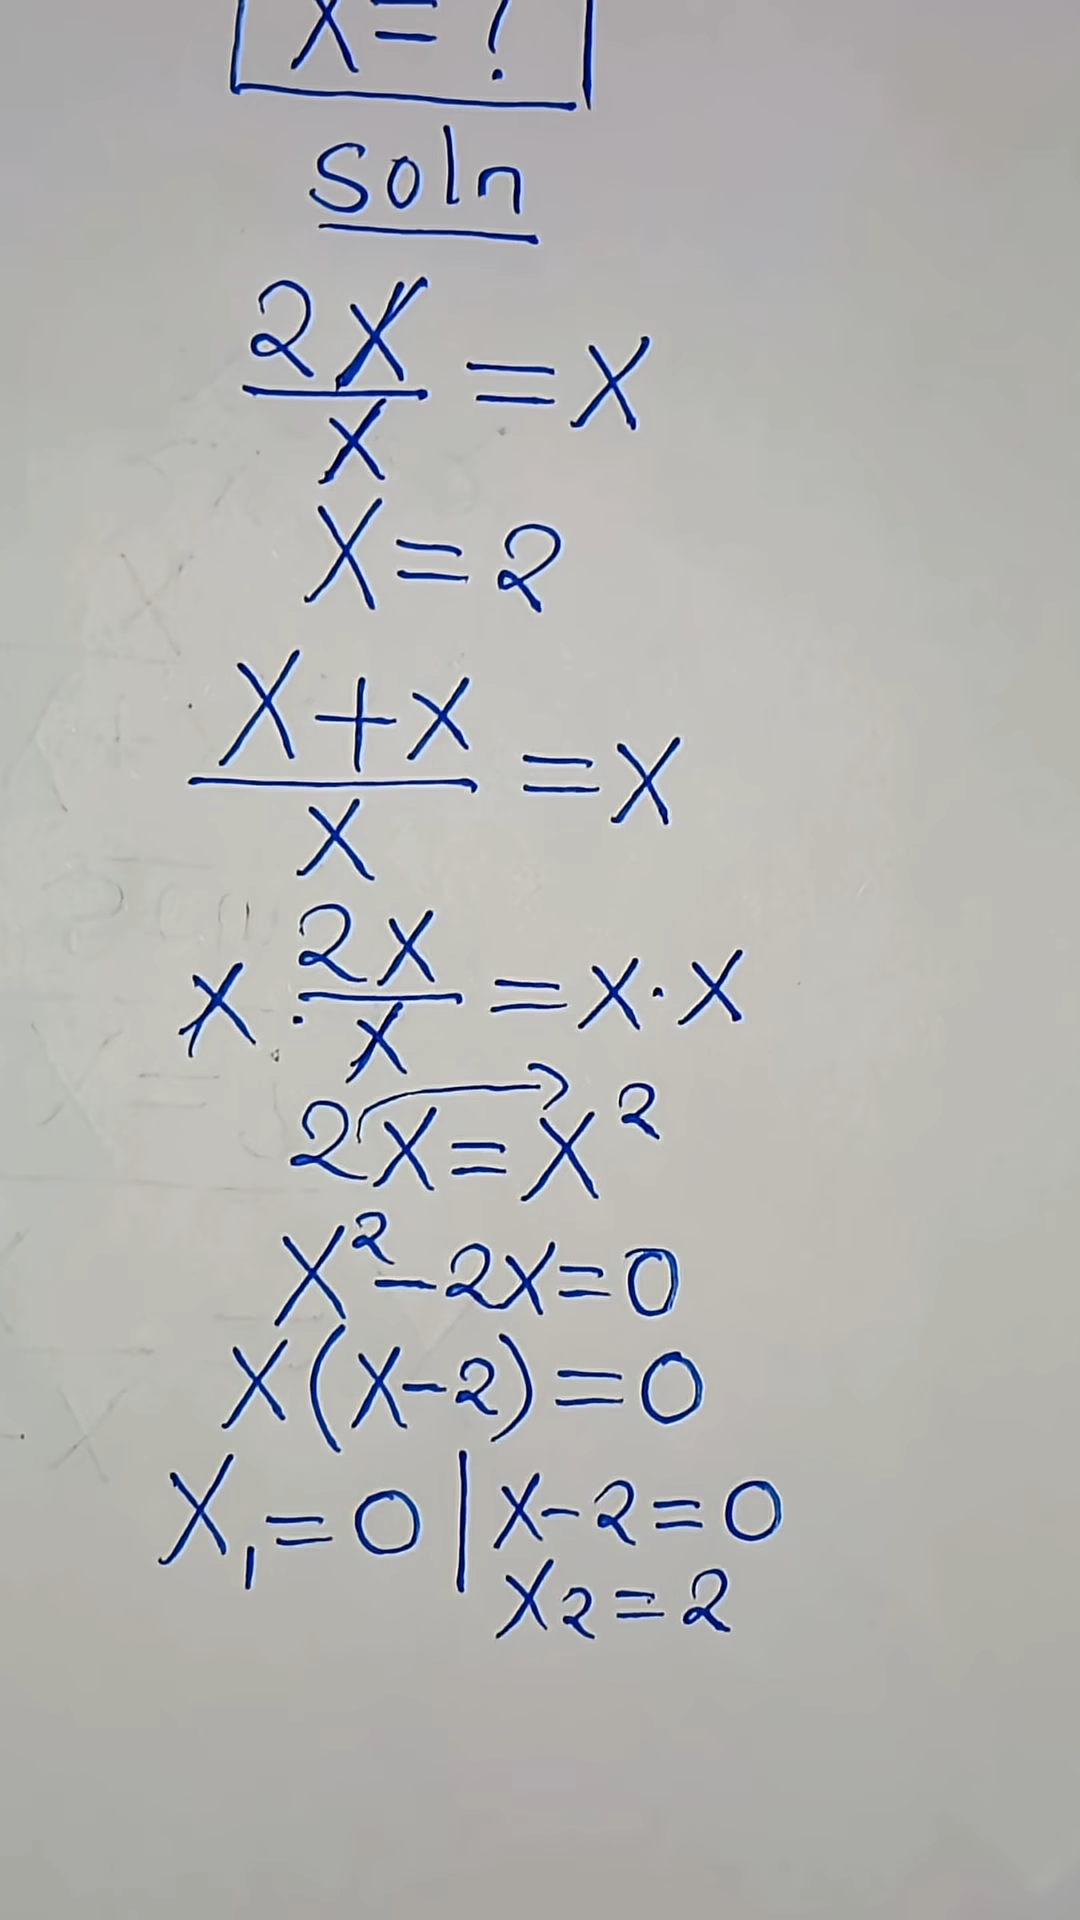 X = ?
soln
2X/X = X
X = 2
X+X/X = X
X · 2X/X = X·X
2X = X²
X²-2X=0
X(X-2)=0
X₁=0 | X-2=0
X₂=2